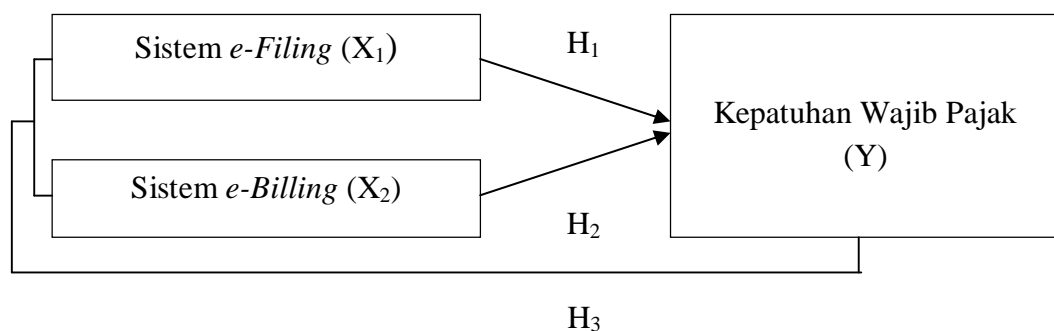 Sistem e-Filing (X₁)
H₁
Kepatuhan Wajib Pajak
(Y)
Sistem e-Billing (X₂)
H₂
H₃